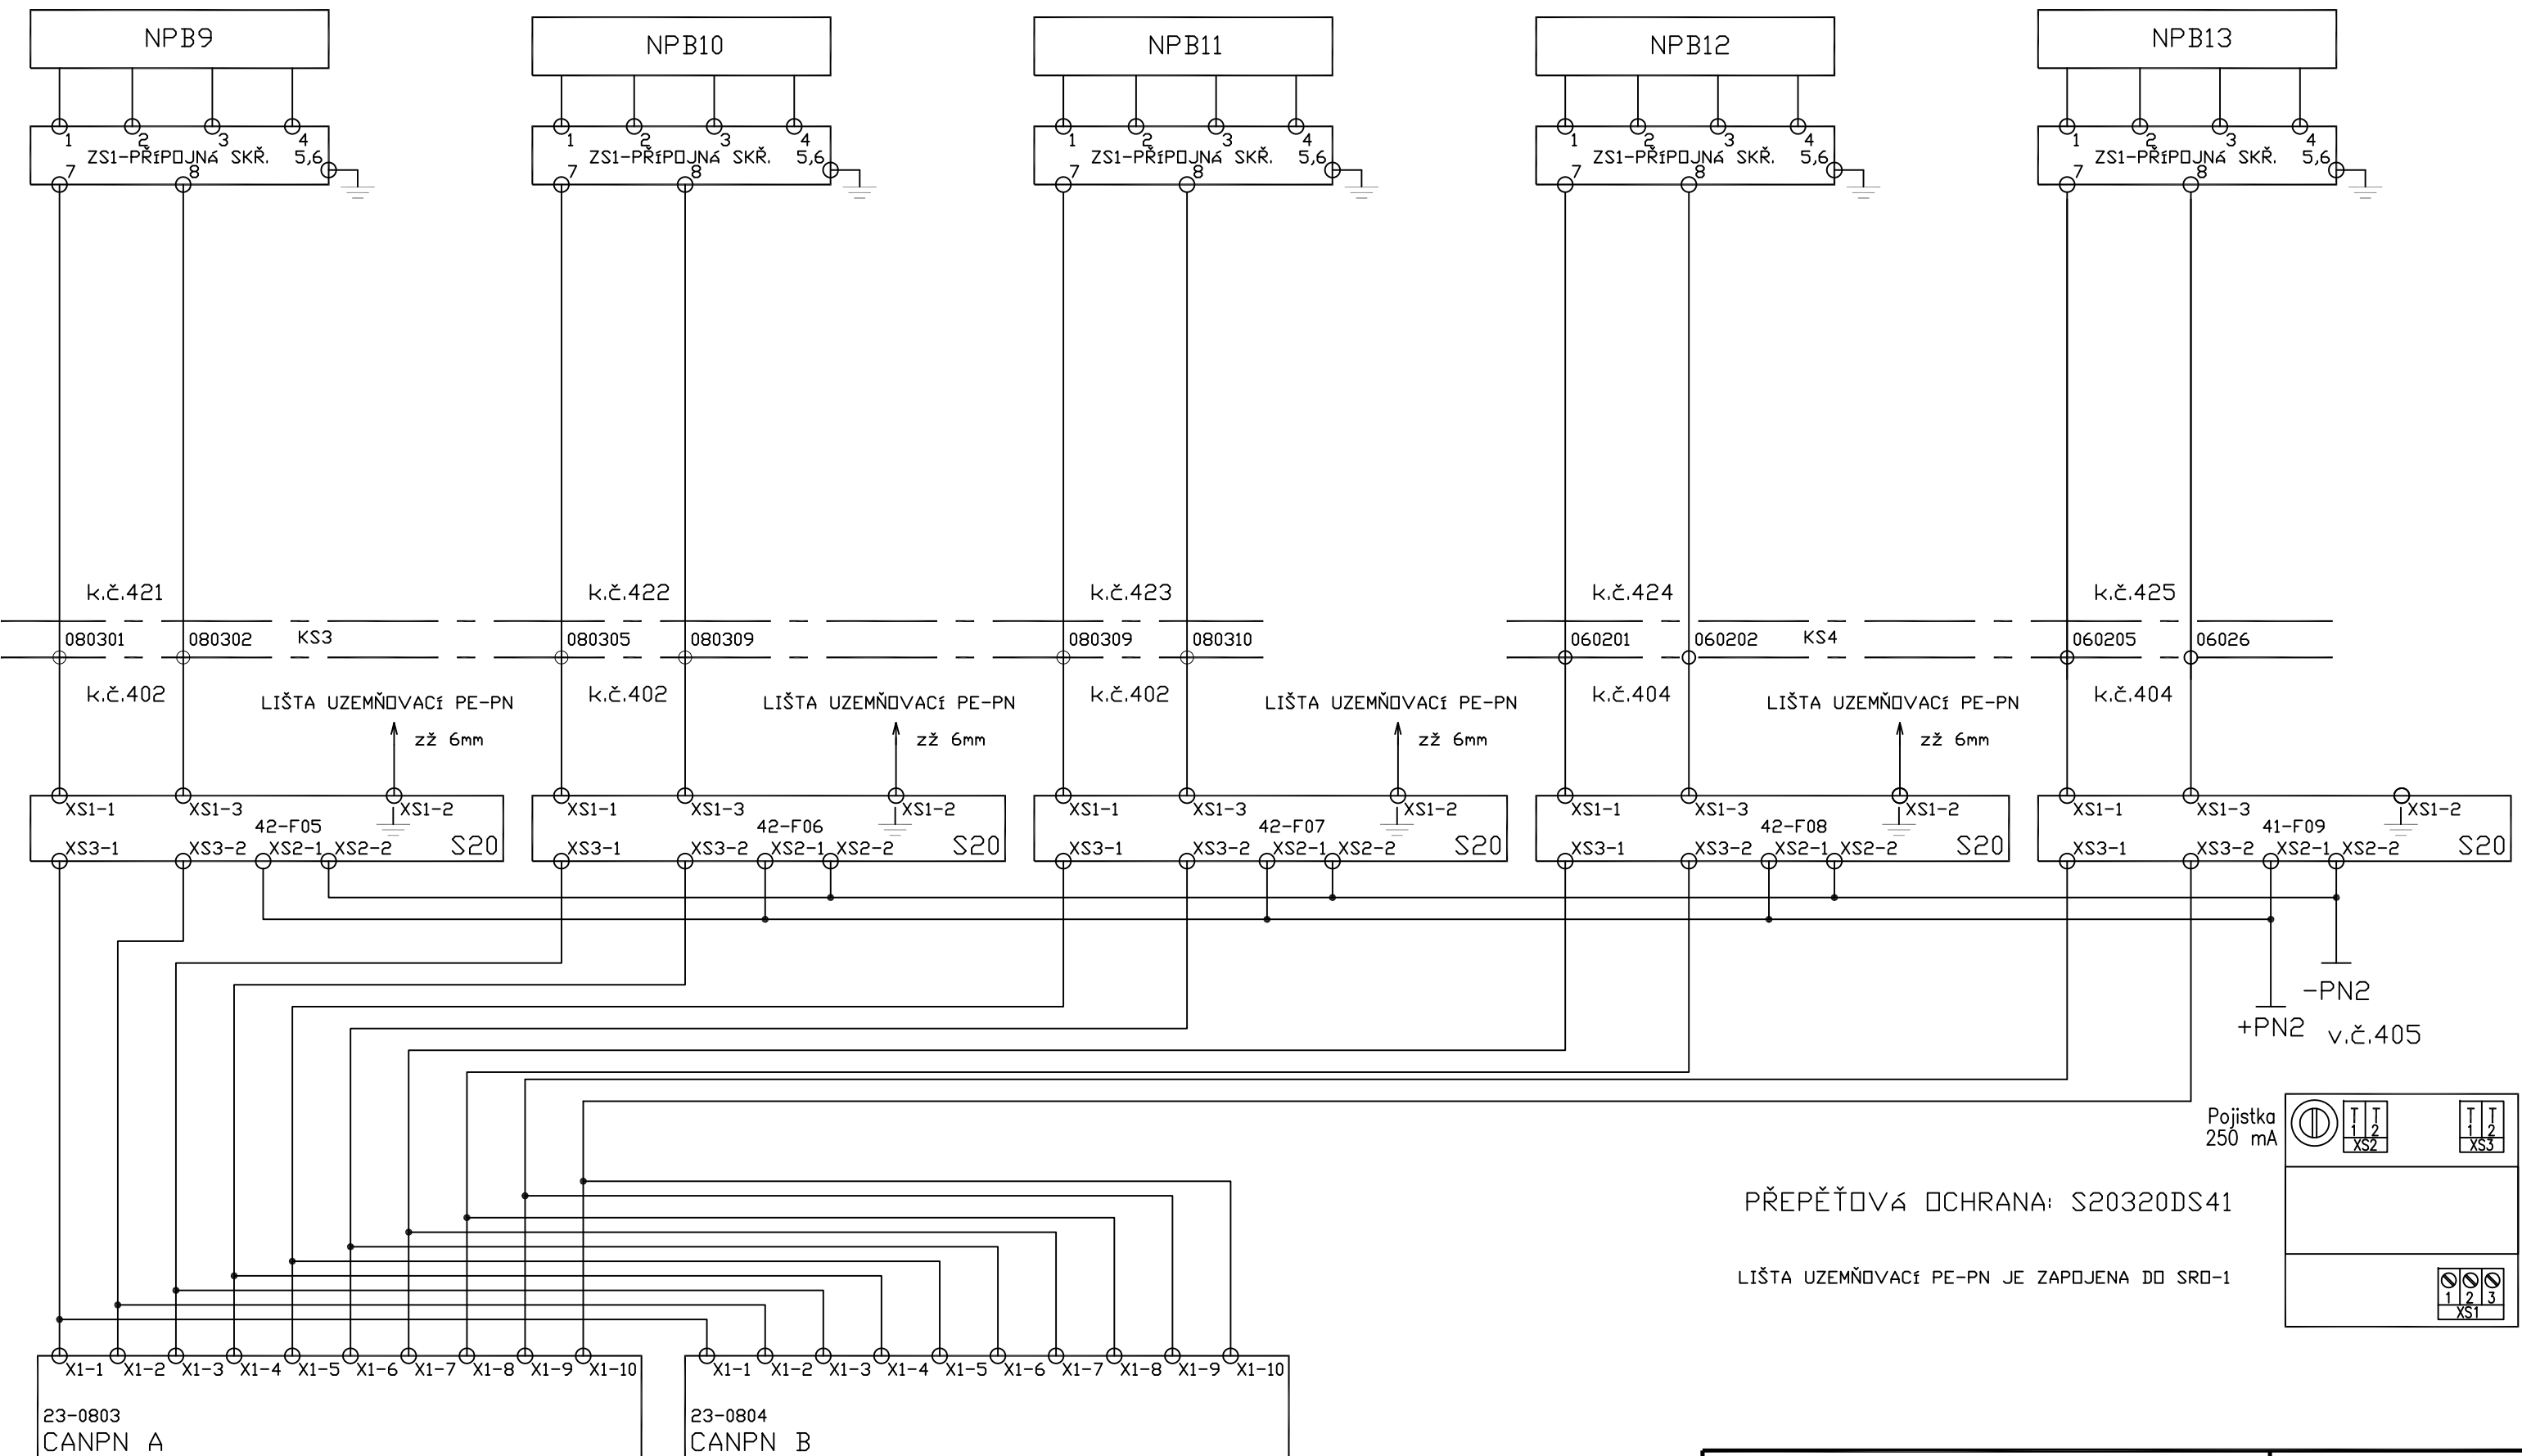 NPB9 NPB10 NPB11 NPB12 NPB13
1 2 3 4 1 2 3 4 1 2 3 4 1 2 3 4 1 2 3 4
ZS1-PŘÍPOJNÁ SKŘ. 5,6 ZS1-PŘÍPOJNÁ SKŘ. 5,6 ZS1-PŘÍPOJNÁ SKŘ. 5,6 ZS1-PŘÍPOJNÁ SKŘ. 5,6 ZS1-PŘÍPOJNÁ SKŘ. 5,6
7 8 7 8 7 8 7 8 7 8
k.č.421 k.č.422 k.č.423 k.č.424 k.č.425
080301 080302 KS3 080305 080309 080309 080310 060201 060202 KS4 060205 06026
k.č.402 k.č.402 k.č.402 k.č.404 k.č.404
LIŠTA UZEMŇOVACÍ PE-PN LIŠTA UZEMŇOVACÍ PE-PN LIŠTA UZEMŇOVACÍ PE-PN LIŠTA UZEMŇOVACÍ PE-PN
zž 6mm zž 6mm zž 6mm zž 6mm
XS1-1 XS1-3 XS1-2 XS1-1 XS1-3 XS1-2 XS1-1 XS1-3 XS1-2 XS1-1 XS1-3 XS1-2 XS1-1 XS1-3 XS1-2
42-F05 42-F06 42-F07 42-F08 41-F09
XS3-1 XS3-2 XS2-1 XS2-2 S20 XS3-1 XS3-2 XS2-1 XS2-2 S20 XS3-1 XS3-2 XS2-1 XS2-2 S20 XS3-1 XS3-2 XS2-1 XS2-2 S20 XS3-1 XS3-2 XS2-1 XS2-2 S20
-PN2
+PN2 v.č.405
Pojistka
250 mA
T T T T
1 2 1 2
XS2 XS3
PŘEPĚŤOVÁ OCHRANA: S20320DS41
LIŠTA UZEMŇOVACÍ PE-PN JE ZAPOJENA DO SRO-1
1 2 3
XS1
X1-1 X1-2 X1-3 X1-4 X1-5 X1-6 X1-7 X1-8 X1-9 X1-10 X1-1 X1-2 X1-3 X1-4 X1-5 X1-6 X1-7 X1-8 X1-9 X1-10
23-0803 23-0804
CANPN A CANPN B